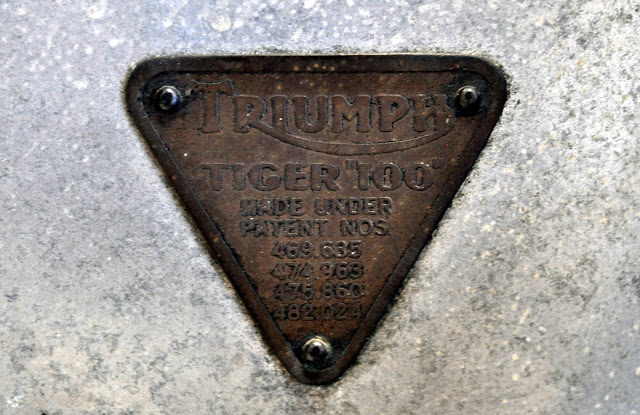 TRIUMPH
TIGER "100"
MADE UNDER
PATENT NOS
469.635
474.963
475.860
482.024